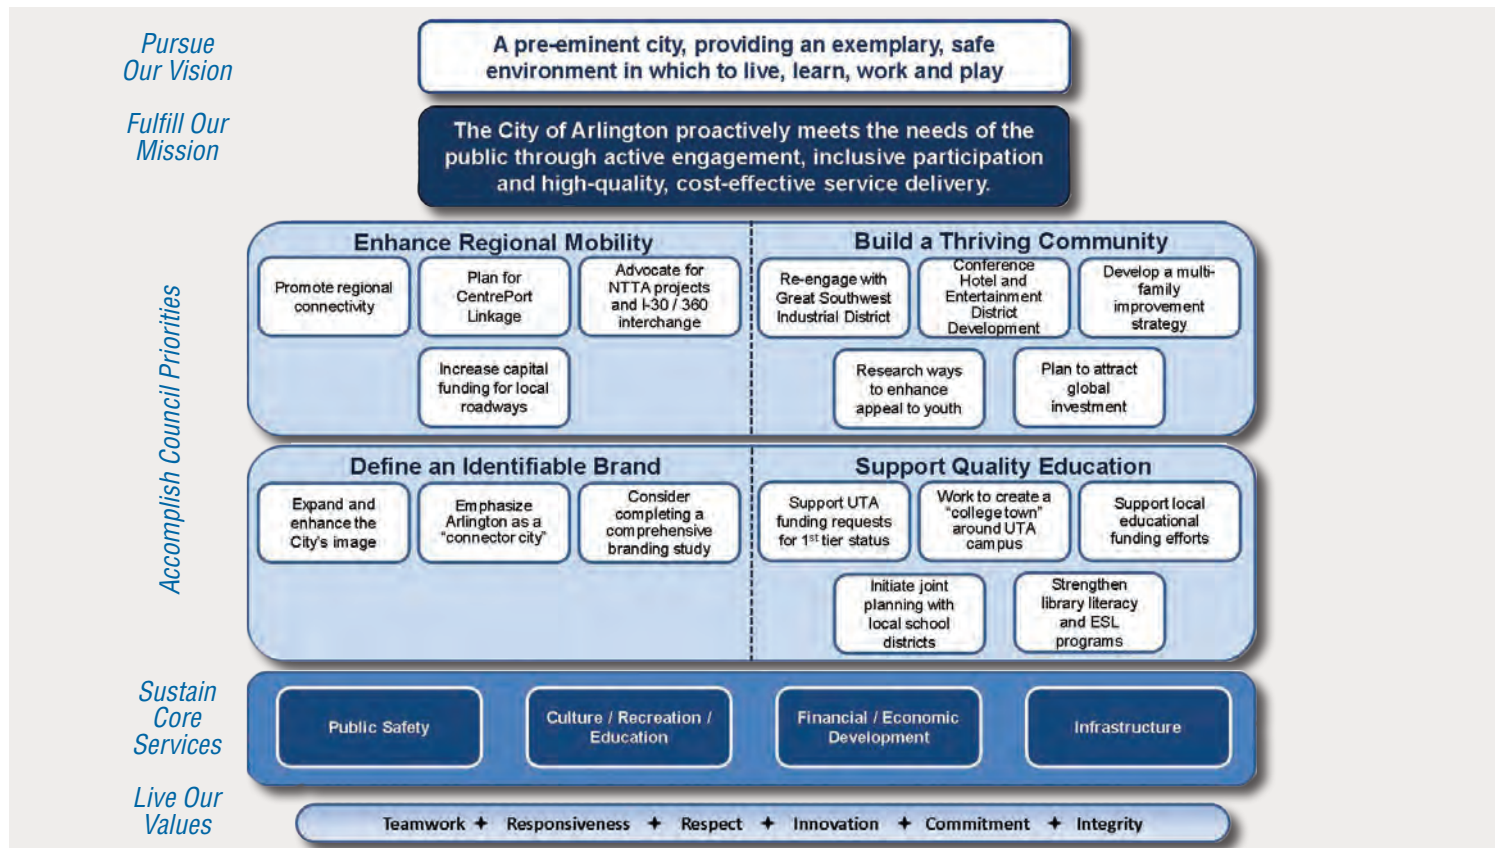 Pursue
Our Vision
A pre-eminent city, providing an exemplary, safe
environment in which to live, learn, work and play
Fulfill Our
Mission
The City of Arlington proactively meets the needs of the
public through active engagement, inclusive participation
and high-quality, cost-effective service delivery.
Accomplish Council Priorities
Enhance Regional Mobility
Promote regional
connectivity
Plan for
CentrePort
Linkage
Advocate for
NTTA projects
and I-30 / 360
interchange
Increase capital
funding for local
roadways
Build a Thriving Community
Re-engage with
Great Southwest
Industrial District
Conference
Hotel and
Entertainment
District
Development
Develop a multi-
family
improvement
strategy
Research ways
to enhance
appeal to youth
Plan to attract
global
investment
Define an Identifiable Brand
Expand and
enhance the
City's image
Emphasize
Arlington as a
“connector city”
Consider
completing a
comprehensive
branding study
Support Quality Education
Support UTA
funding requests
for 1st tier status
Work to create a
“college town”
around UTA
campus
Support local
educational
funding efforts
Initiate joint
planning with
local school
districts
Strengthen
library literacy
and ESL
programs
Sustain
Core
Services
Public Safety
Culture / Recreation /
Education
Financial / Economic
Development
Infrastructure
Live Our
Values
Teamwork ✦ Responsiveness ✦ Respect ✦ Innovation ✦ Commitment ✦ Integrity